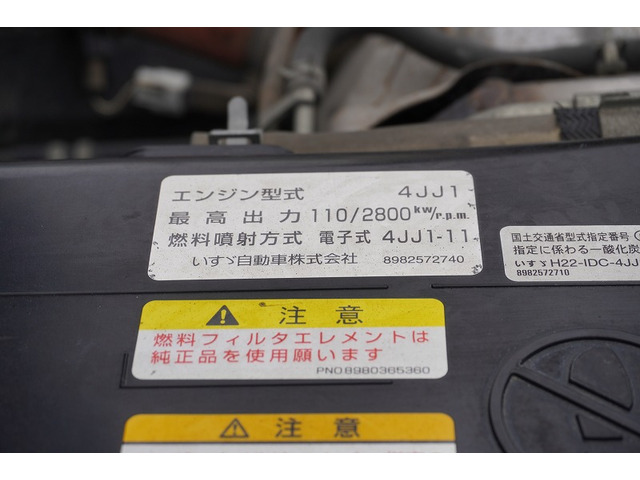 エンジン型式 4JJ1
最高出力 110/2800 kW/r.p.m.
燃料噴射方式 電子式 4JJ1-11
いすゞ自動車株式会社 8982572740
国土交通省型式指定番号
指定に係わる一酸化炭
いすゞH22-IDC-4JJ
8982572710
注意
燃料フィルタエレメントは
純正品を使用願います
PNO.8980365360
注意